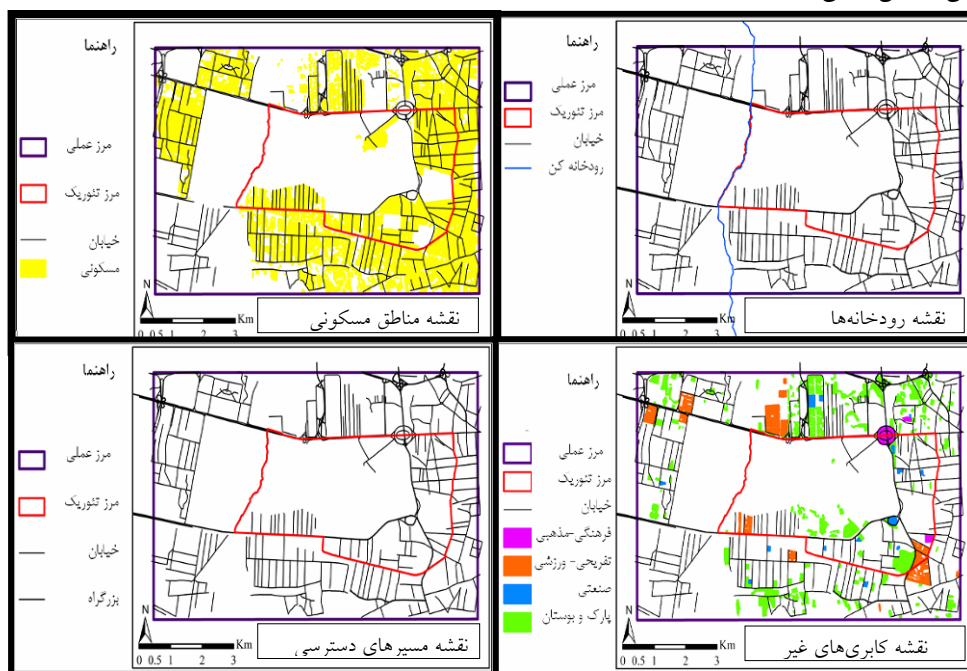 راهنما
مرز عملی
مرز تئوریک
خیابان
مسکونی
N
0 0.5 1 2 3 Km
نقشه مناطق مسکونی
راهنما
مرز عملی
مرز تئوریک
خیابان
رودخانه کن
N
0 0.5 1 2 3 Km
نقشه رودخانه‌ها
راهنما
مرز عملی
مرز تئوریک
خیابان
بزرگراه
N
0 0.5 1 2 3 Km
نقشه مسیرهای دسترسی
راهنما
مرز عملی
مرز تئوریک
خیابان
فرهنگی-مذهبی
تفریحی- ورزشی
صنعتی
پارک و بوستان
N
0 0.5 1 2 3 Km
نقشه کابری‌های غیر